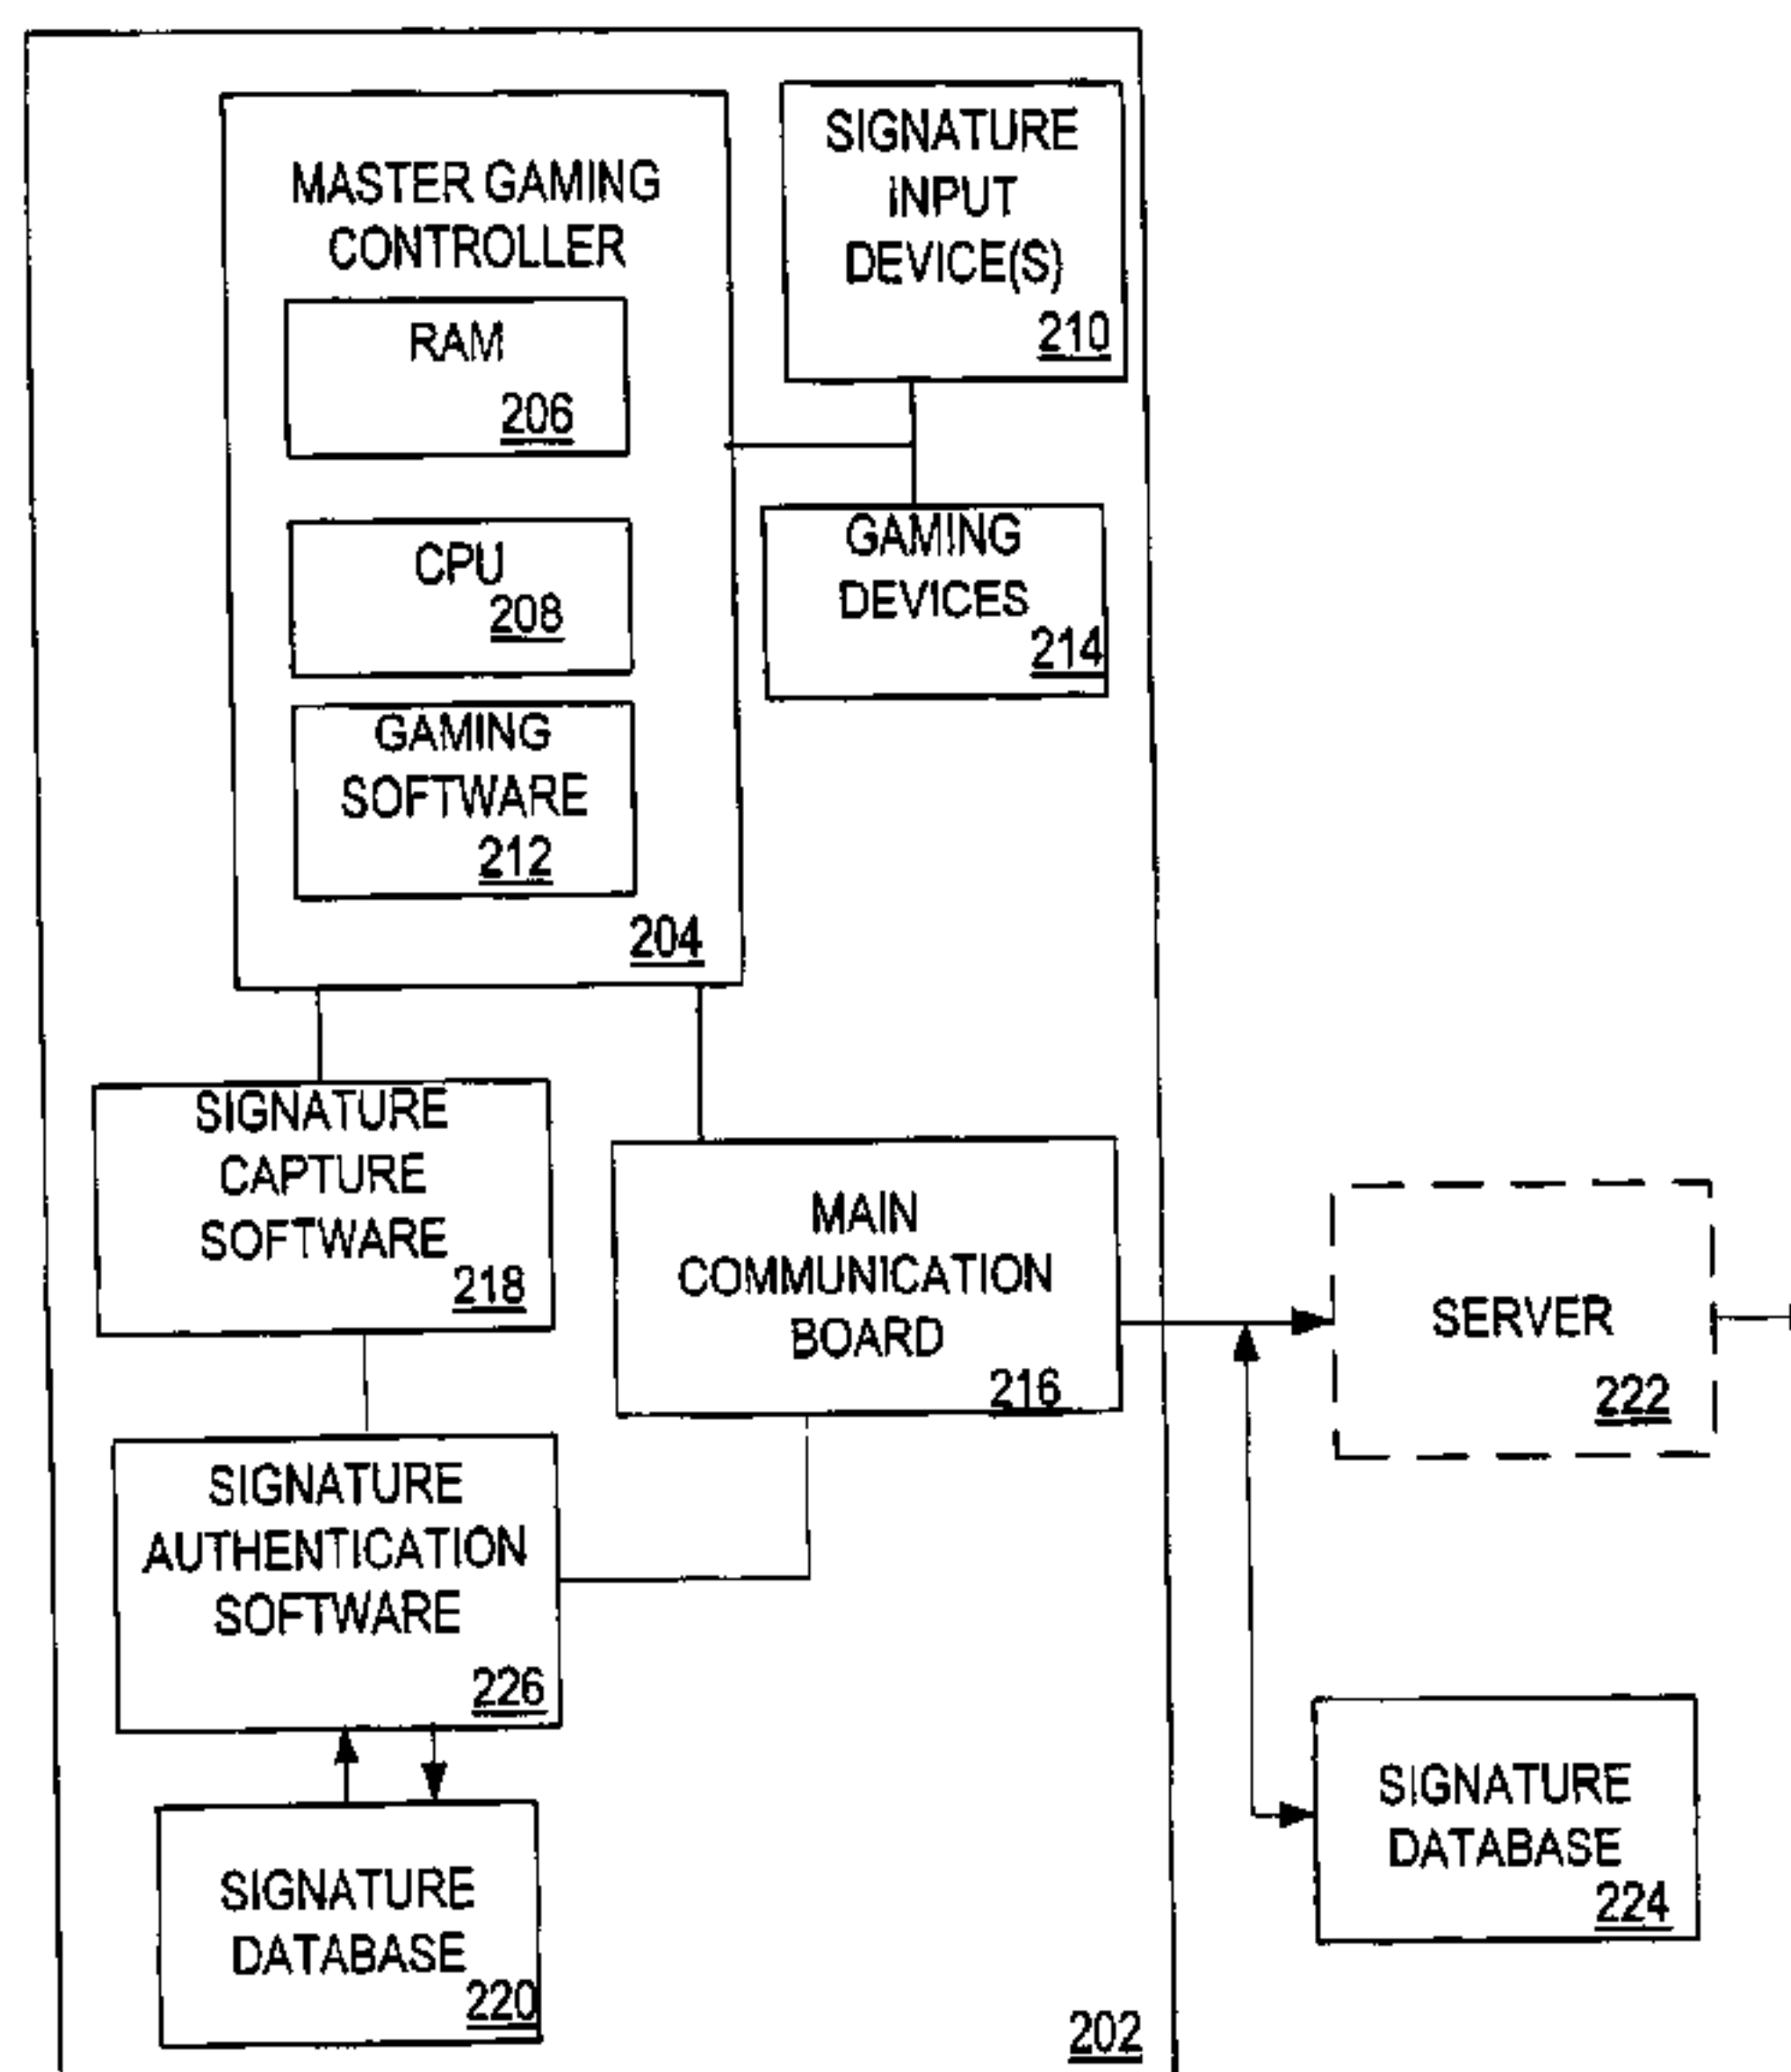 MASTER GAMING
CONTROLLER
RAM
206
CPU
208
GAMING
SOFTWARE
212
204
SIGNATURE
INPUT
DEVICE(S)
210
GAMING
DEVICES
214
SIGNATURE
CAPTURE
SOFTWARE
218
MAIN
COMMUNICATION
BOARD
216
SERVER
222
SIGNATURE
AUTHENTICATION
SOFTWARE
226
SIGNATURE
DATABASE
224
SIGNATURE
DATABASE
220
202